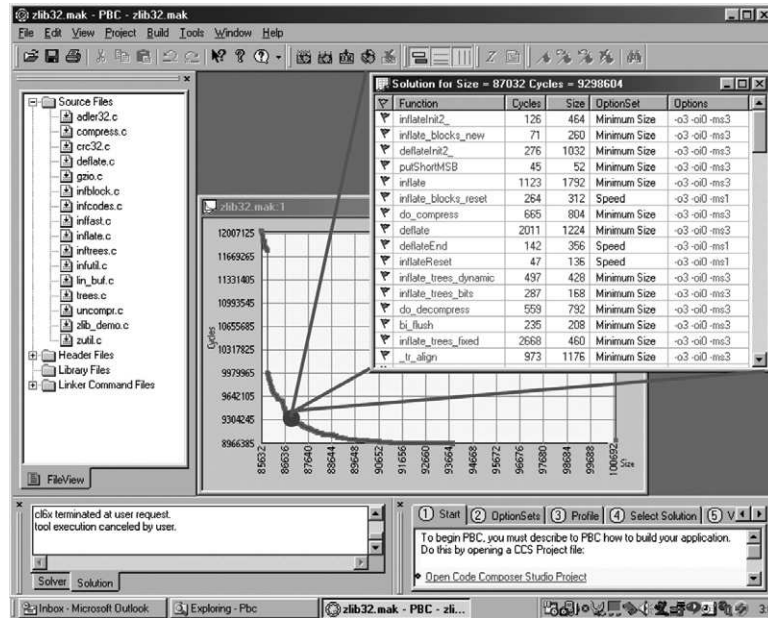 zlib32.mak - PBC - zlib32.mak
File Edit View Project Build Tools Window Help
Source Files
adler32.c
compress.c
crc32.c
deflate.c
gzio.c
infblock.c
infcodes.c
inffast.c
inflate.c
inftrees.c
infutil.c
lin_buf.c
trees.c
uncompr.c
zlib_demo.c
zutil.c
Header Files
Library Files
Linker Command Files
FileView
Solution for Size = 87032 Cycles = 9298604
Function Cycles Size OptionSet Options
inflateInit2_ 126 464 Minimum Size -o3 -oi0 -ms3
inflate_blocks_new 71 260 Minimum Size -o3 -oi0 -ms3
deflateInit2_ 276 1032 Minimum Size -o3 -oi0 -ms3
putShortMSB 45 52 Minimum Size -o3 -oi0 -ms3
inflate 1123 1792 Minimum Size -o3 -oi0 -ms3
inflate_blocks_reset 264 312 Speed -o3 -oi0 -ms1
do_compress 665 804 Minimum Size -o3 -oi0 -ms3
deflate 2011 1224 Minimum Size -o3 -oi0 -ms3
deflateEnd 142 356 Speed -o3 -oi0 -ms1
inflateReset 47 136 Speed -o3 -oi0 -ms1
inflate_trees_dynamic 497 428 Minimum Size -o3 -oi0 -ms3
inflate_trees_bits 287 168 Minimum Size -o3 -oi0 -ms3
do_decompress 559 792 Minimum Size -o3 -oi0 -ms3
bi_flush 235 208 Minimum Size -o3 -oi0 -ms3
inflate_trees_fixed 2668 460 Minimum Size -o3 -oi0 -ms3
_tr_align 973 1176 Minimum Size -o3 -oi0 -ms3
zlib32.mak:1
12007125
11669265
11331405
10993545
10655685
10317825
9979965
9642105
9304245
8966385
Cycles
85632 86636 87640 88644 89648 90652 91656 92660 93664 94668 95672 96676 97680 98684 99688 100692
Size
cl6x terminated at user request.
tool execution canceled by user.
Solver Solution
1 Start 2 OptionSets 3 Profile 4 Select Solution 5 V
To begin PBC, you must describe to PBC how to build your application.
Do this by opening a CCS Project file:
Open Code Composer Studio Project
Inbox - Microsoft Outlook Exploring - Pbc zlib32.mak - PBC - zli...